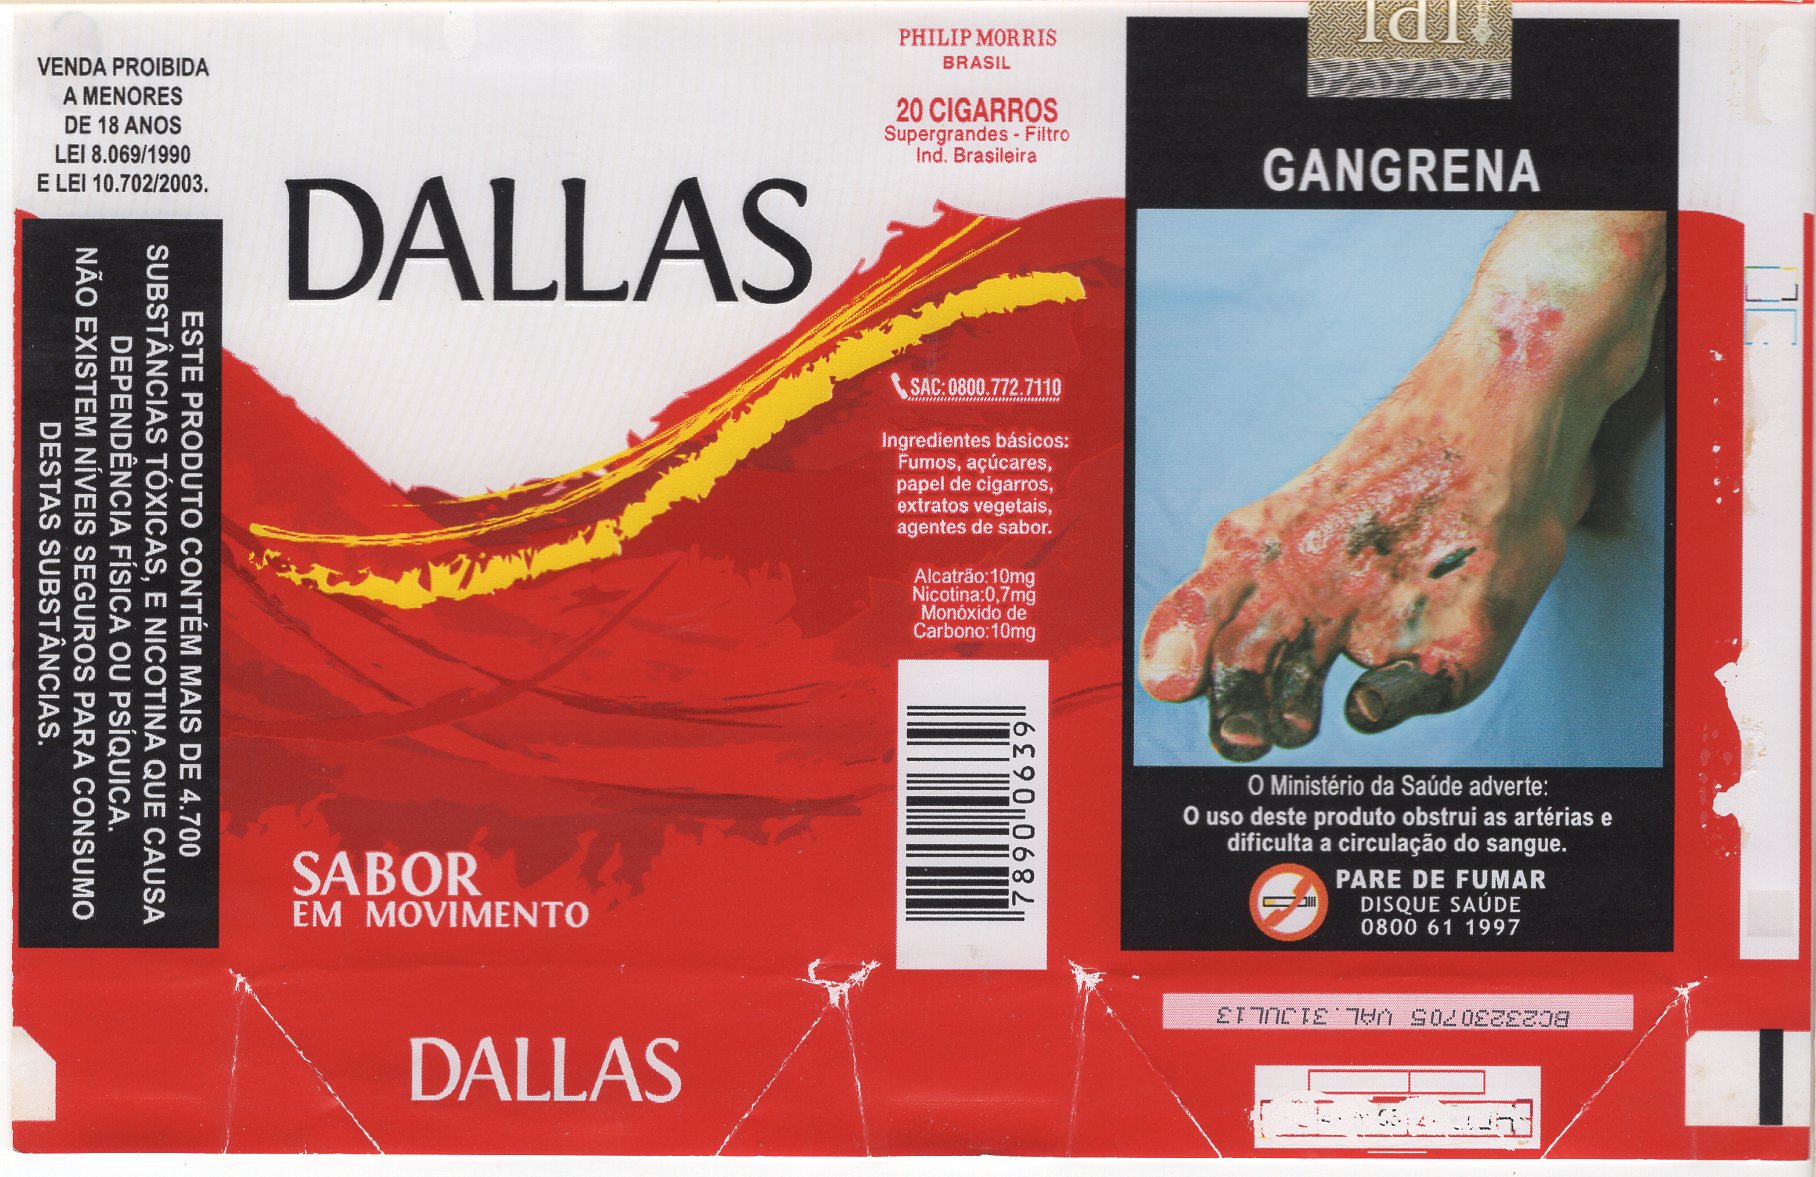 VENDA PROIBIDA
A MENORES
DE 18 ANOS
LEI 8.069/1990
E LEI 10.702/2003.
ESTE PRODUTO CONTÉM MAIS DE 4.700
SUBSTÂNCIAS TÓXICAS, E NICOTINA QUE CAUSA
DEPENDÊNCIA FÍSICA OU PSÍQUICA.
NÃO EXISTEM NÍVEIS SEGUROS PARA CONSUMO
DESTAS SUBSTÂNCIAS.
DALLAS
SABOR
EM MOVIMENTO
DALLAS
PHILIP MORRIS
BRASIL
20 CIGARROS
Supergrandes - Filtro
Ind. Brasileira
SAC: 0800.772.7110
Ingredientes básicos:
Fumos, açúcares,
papel de cigarros,
extratos vegetais,
agentes de sabor.
Alcatrão:10mg
Nicotina:0,7mg
Monóxido de
Carbono:10mg
78900639
IPI
GANGRENA
O Ministério da Saúde adverte:
O uso deste produto obstrui as artérias e
dificulta a circulação do sangue.
PARE DE FUMAR
DISQUE SAÚDE
0800 61 1997
BC23230705 VAL.31JUL13